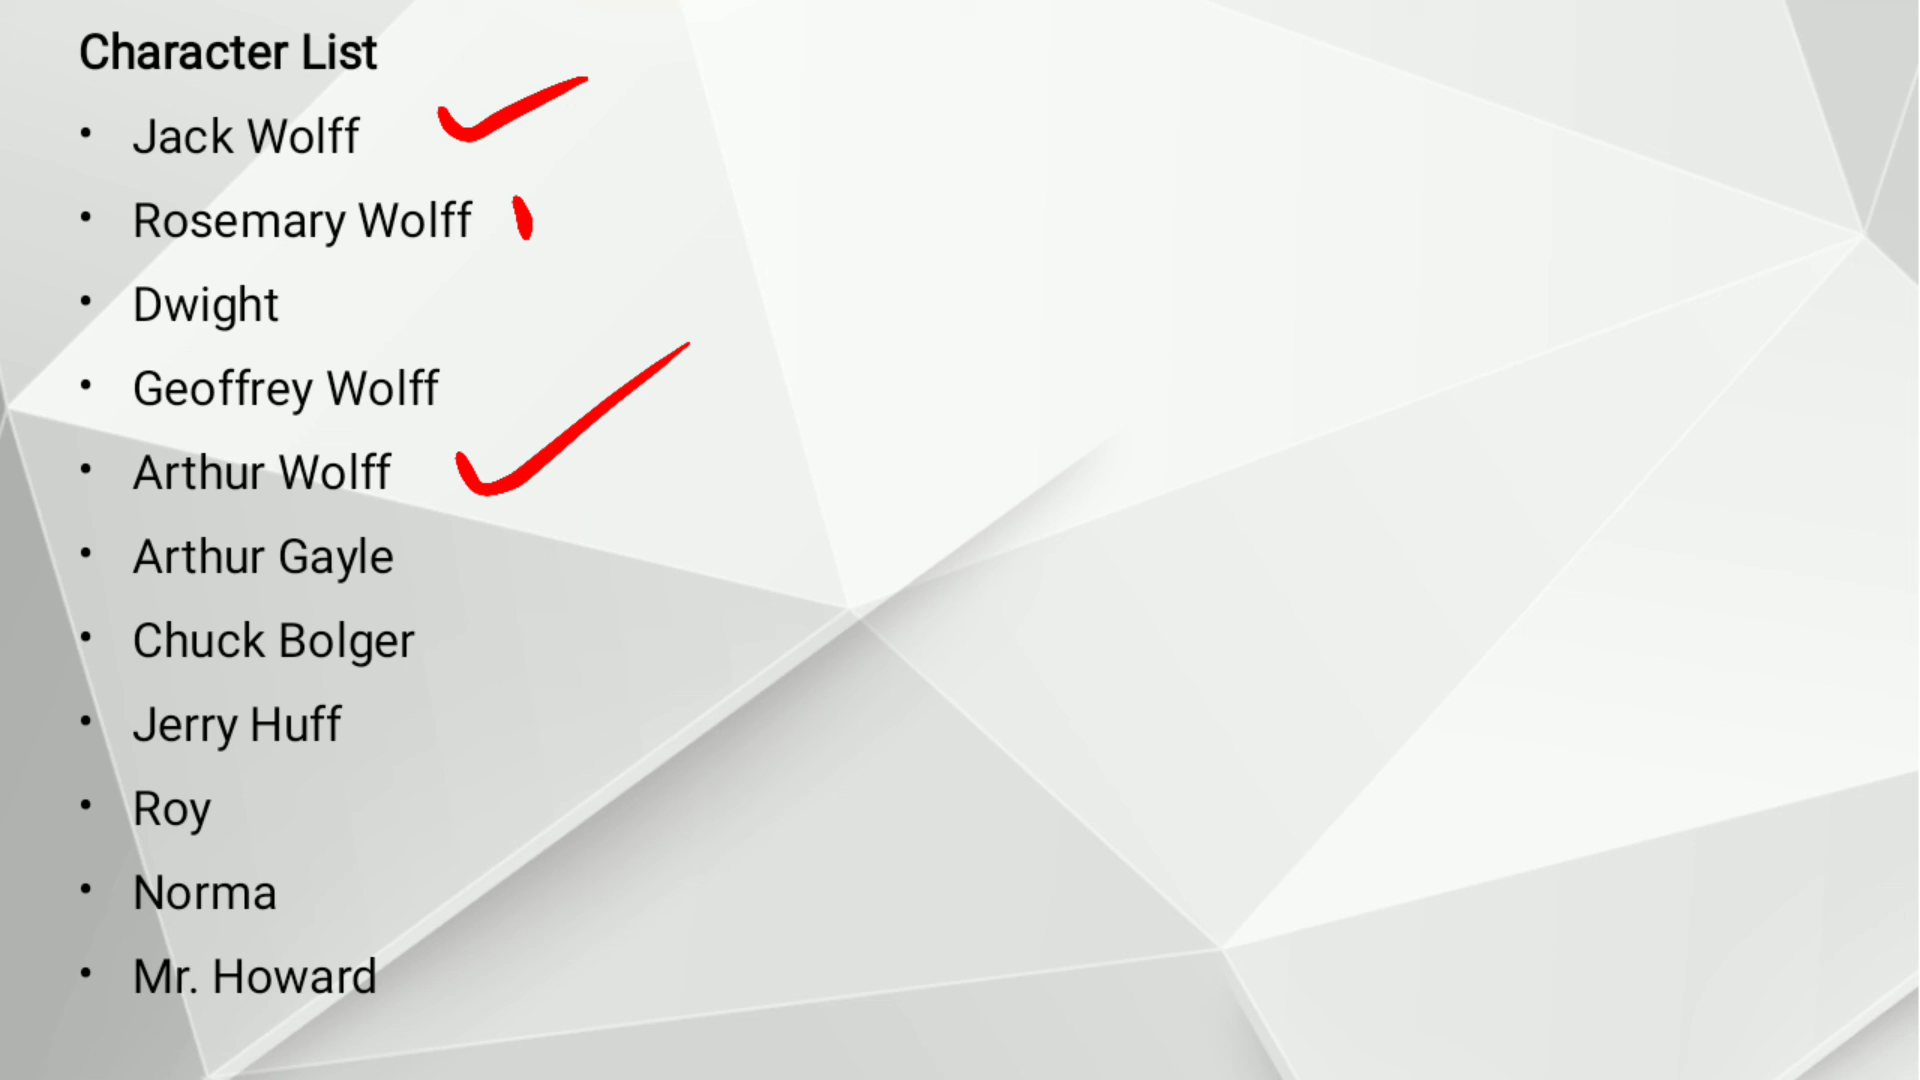 Character List
• Jack Wolff
• Rosemary Wolff
• Dwight
• Geoffrey Wolff
• Arthur Wolff
• Arthur Gayle
• Chuck Bolger
• Jerry Huff
• Roy
• Norma
• Mr. Howard